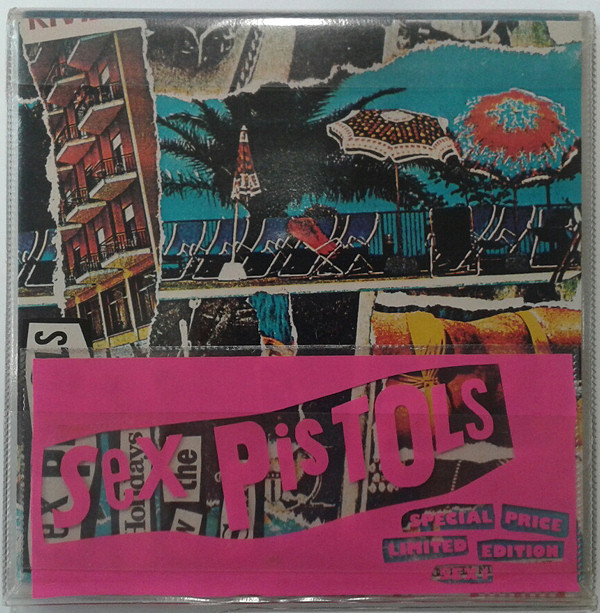 SeX PisTOLS
Holidays
the
SPECIAL PRICE
LIMITED EDITION